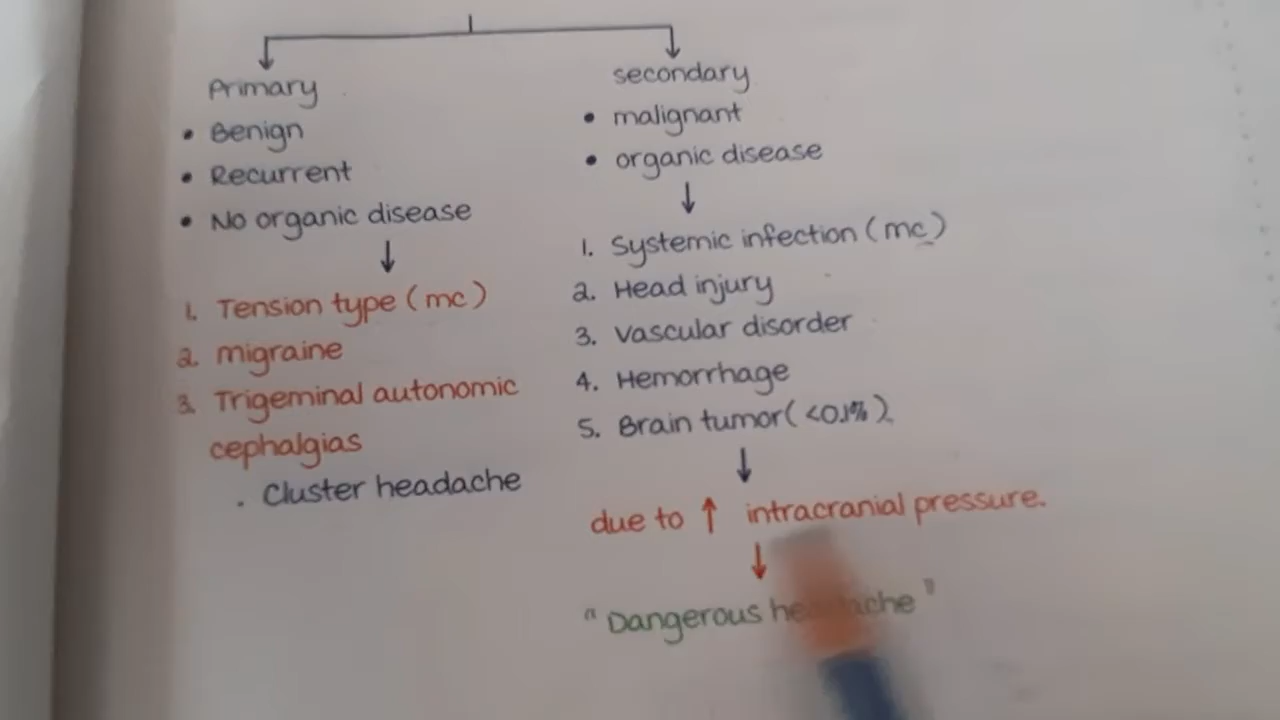 Primary
• Benign
• Recurrent
• No organic disease
↓
1. Tension type (mc)
2. migraine
3. Trigeminal autonomic
cephalgias
. Cluster headache
secondary
• malignant
• organic disease
↓
1. Systemic infection (mc)
2. Head injury
3. Vascular disorder
4. Hemorrhage
5. Brain tumor (<0.1%)
↓
due to ↑ intracranial pressure.
↓
"Dangerous headache"